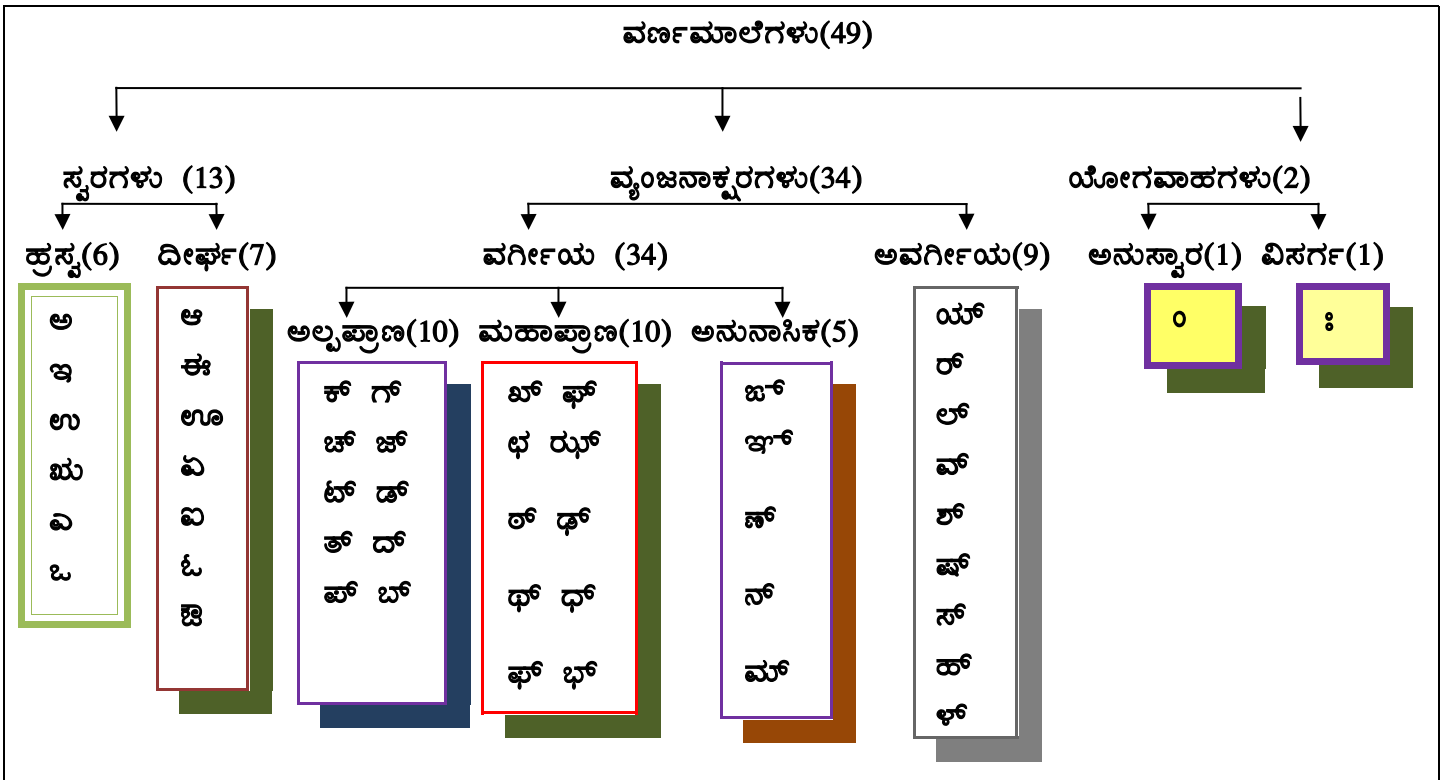 ವರ್ಣಮಾಲೆಗಳು(49)
ಸ್ವರಗಳು (13)
ವ್ಯಂಜನಾಕ್ಷರಗಳು(34)
ಯೋಗವಾಹಗಳು(2)
ಹ್ರಸ್ವ(6)
ದೀರ್ಘ(7)
ವರ್ಗೀಯ (34)
ಅವರ್ಗೀಯ(9)
ಅನುಸ್ವಾರ(1)
ವಿಸರ್ಗ(1)
ಅಲ್ಪಪ್ರಾಣ(10)
ಮಹಾಪ್ರಾಣ(10)
ಅನುನಾಸಿಕ(5)
ಅ
ಇ
ಉ
ಋ
ಎ
ಒ
ಆ
ಈ
ಊ
ಏ
ಐ
ಓ
ಔ
ಕ್ ಗ್
ಚ್ ಜ್
ಟ್ ಡ್
ತ್ ದ್
ಪ್ ಬ್
ಖ್ ಘ್
ಛ ಝ್
ಠ್ ಢ್
ಥ್ ಧ್
ಫ್ ಭ್
ಙ್
ಞ್
ಣ್
ನ್
ಮ್
ಯ್
ರ್
ಲ್
ವ್
ಶ್
ಷ್
ಸ್
ಹ್
ಳ್
ಂ
ಃ